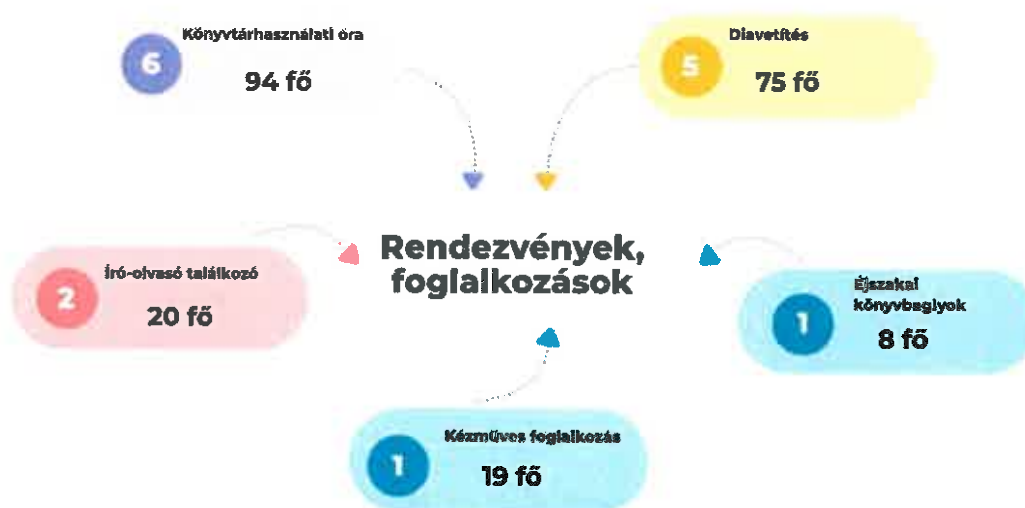 6
Könyvtárhasználati óra
94 fő
5
Diavetítés
75 fő
Rendezvények,
foglalkozások
2
Író-olvasó találkozó
20 fő
1
Éjszakai
könyvbaglyok
8 fő
1
Kézműves foglalkozás
19 fő